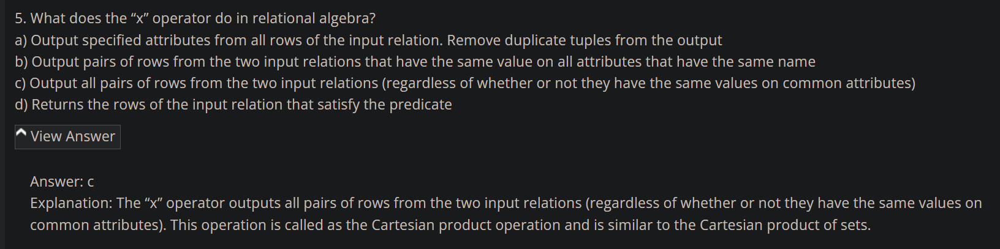 5. What does the “x” operator do in relational algebra?
a) Output specified attributes from all rows of the input relation. Remove duplicate tuples from the output
b) Output pairs of rows from the two input relations that have the same value on all attributes that have the same name
c) Output all pairs of rows from the two input relations (regardless of whether or not they have the same values on common attributes)
d) Returns the rows of the input relation that satisfy the predicate
View Answer
Answer: c
Explanation: The “x” operator outputs all pairs of rows from the two input relations (regardless of whether or not they have the same values on
common attributes). This operation is called as the Cartesian product operation and is similar to the Cartesian product of sets.